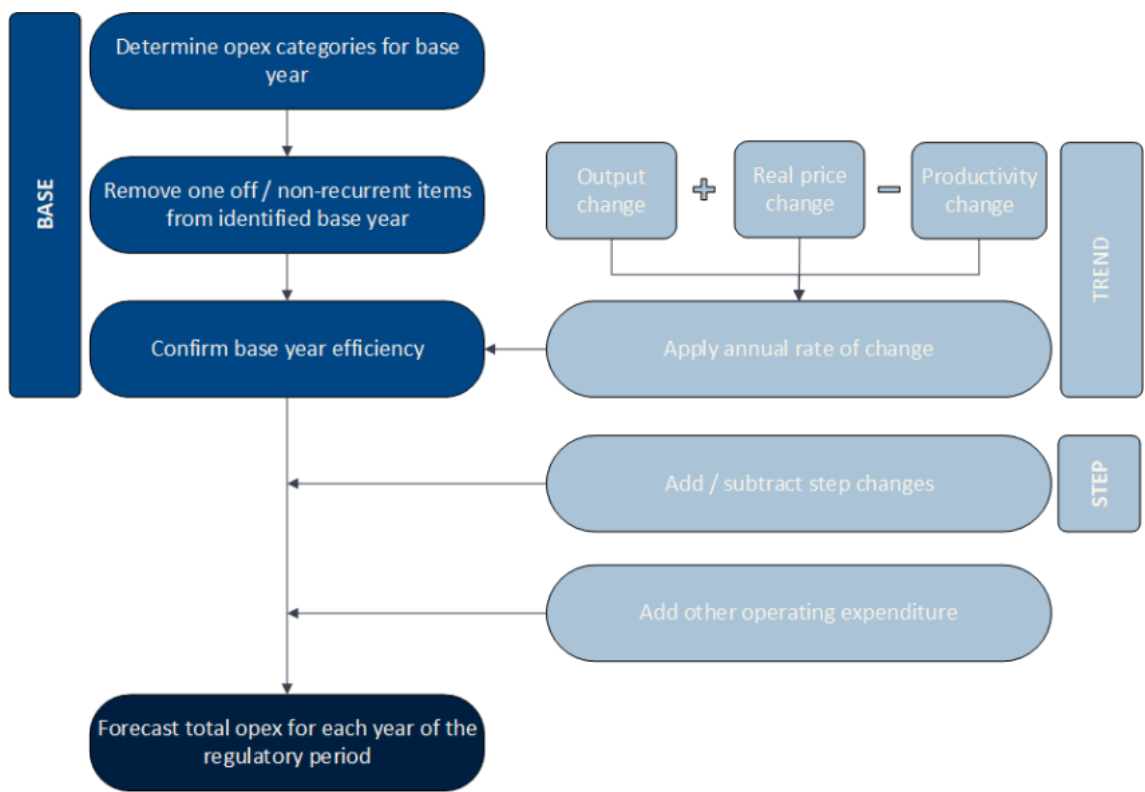 BASE
Determine opex categories for base
year
Remove one off / non-recurrent items
from identified base year
Confirm base year efficiency
Output
change
+
Real price
change
−
Productivity
change
TREND
Apply annual rate of change
Add / subtract step changes
STEP
Add other operating expenditure
Forecast total opex for each year of the
regulatory period